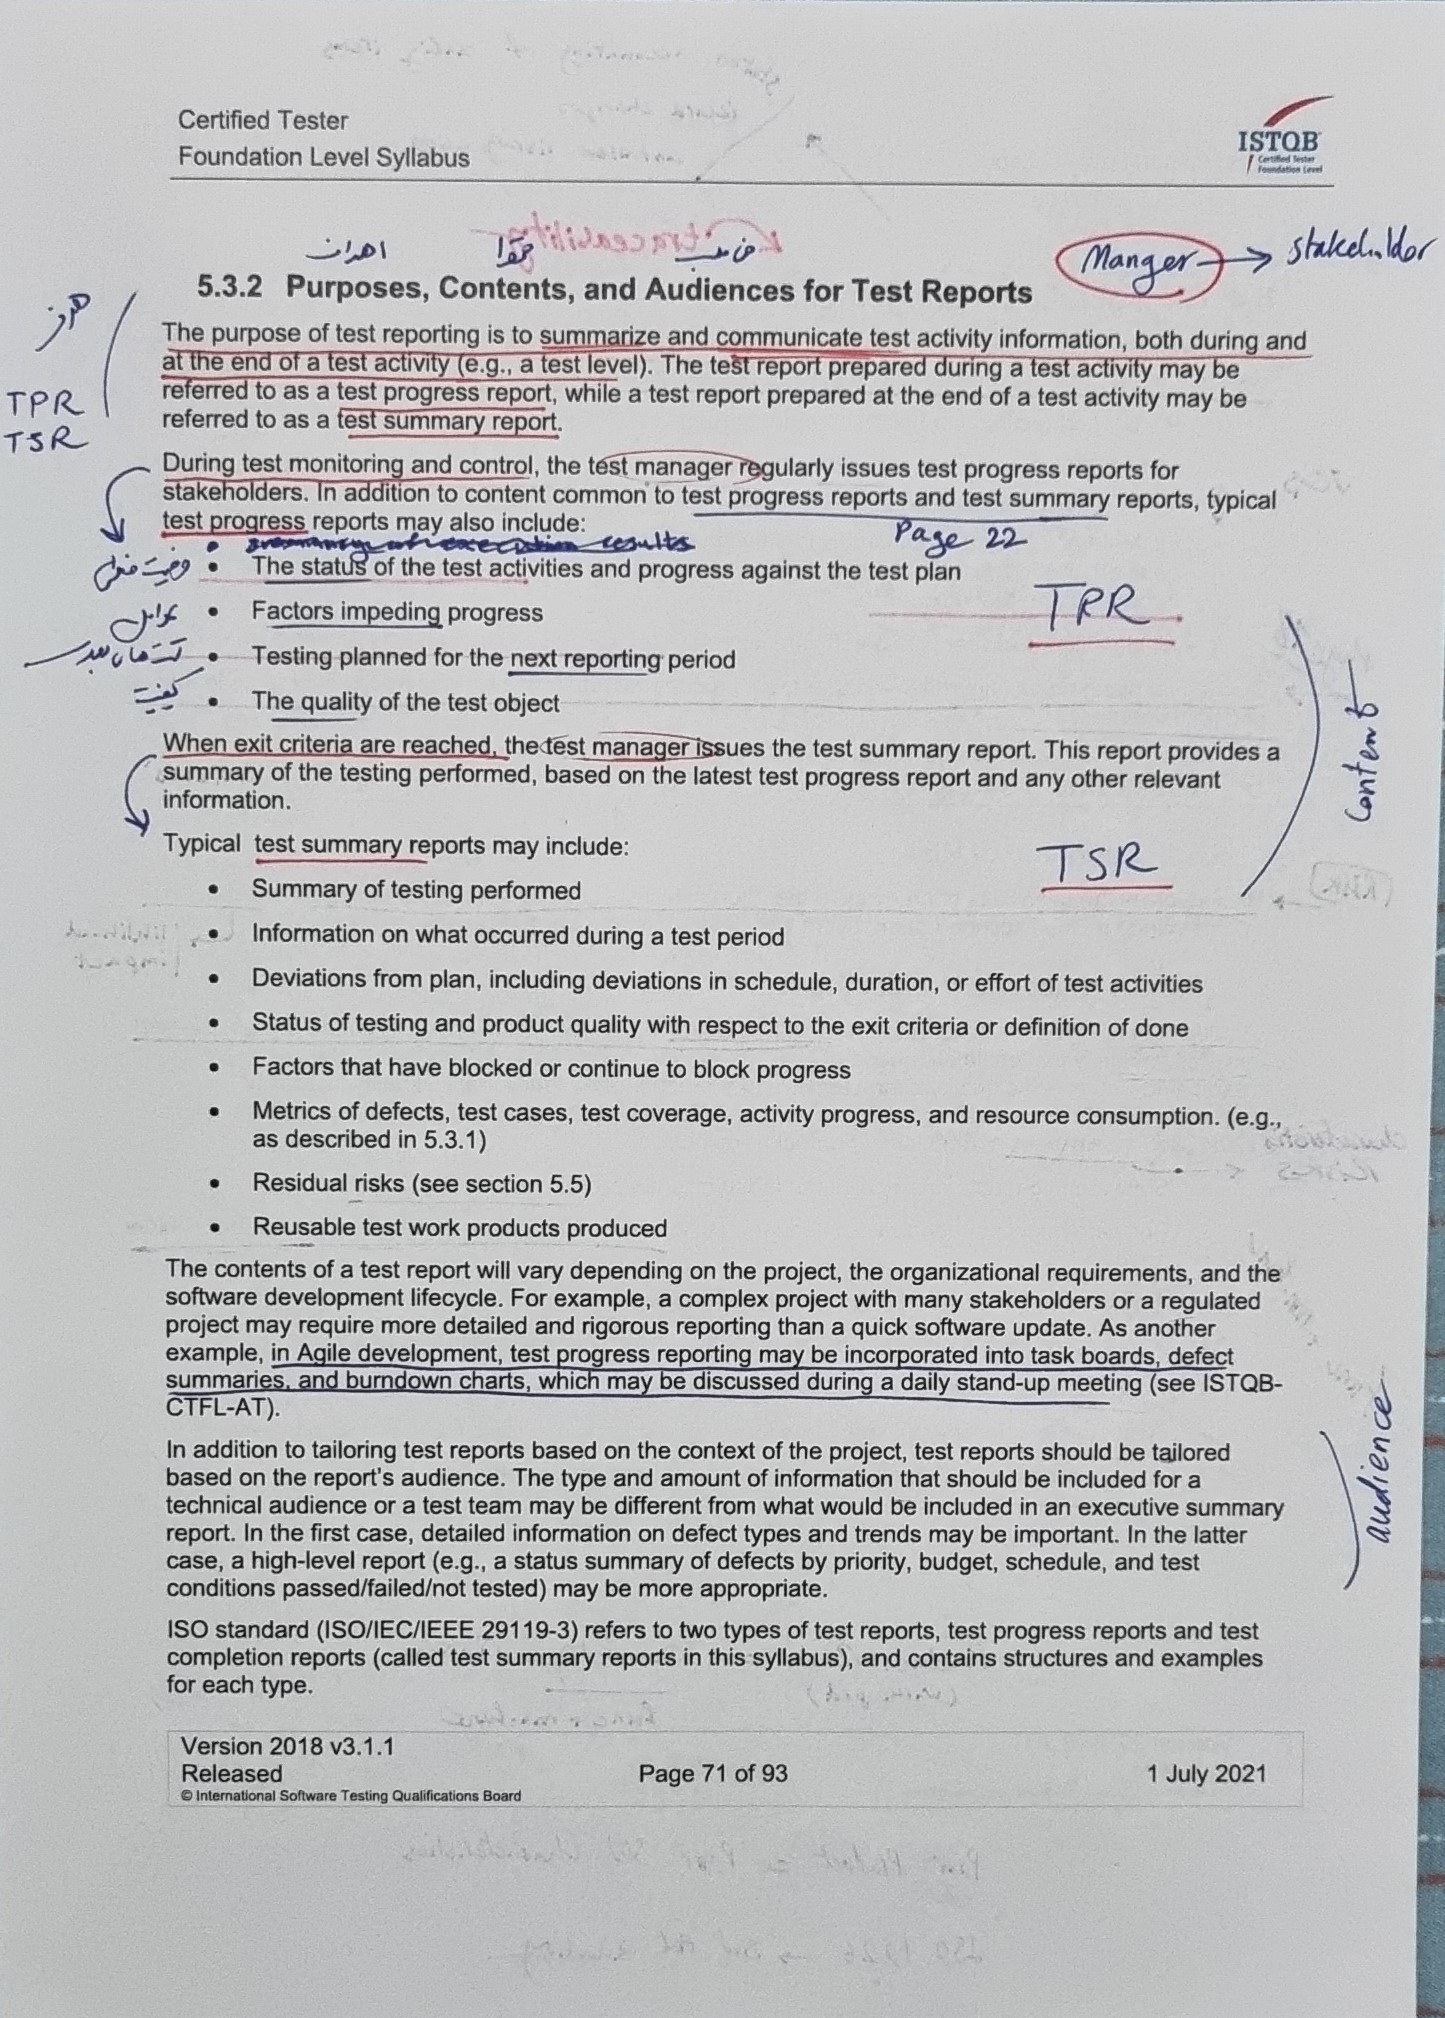 Certified Tester
Foundation Level Syllabus
ISTQB
Certified Tester
Foundation Level
traceability
اهداف
محتوا
Manger → stakeholdor
5.3.2 Purposes, Contents, and Audiences for Test Reports
The purpose of test reporting is to summarize and communicate test activity information, both during and
at the end of a test activity (e.g., a test level). The test report prepared during a test activity may be
referred to as a test progress report, while a test report prepared at the end of a test activity may be
referred to as a test summary report.
TPR
TSR
During test monitoring and control, the test manager regularly issues test progress reports for
stakeholders. In addition to content common to test progress reports and test summary reports, typical
test progress reports may also include:
Page 22
summary of execution results
وضعیت فعلی
• The status of the test activities and progress against the test plan
TPR
عوامل
• Factors impeding progress
تست های بعد
• Testing planned for the next reporting period
کیفیت
• The quality of the test object
Content
When exit criteria are reached, the test manager issues the test summary report. This report provides a
summary of the testing performed, based on the latest test progress report and any other relevant
information.
Typical test summary reports may include:
TSR
• Summary of testing performed
• Information on what occurred during a test period
• Deviations from plan, including deviations in schedule, duration, or effort of test activities
• Status of testing and product quality with respect to the exit criteria or definition of done
• Factors that have blocked or continue to block progress
• Metrics of defects, test cases, test coverage, activity progress, and resource consumption. (e.g.,
as described in 5.3.1)
• Residual risks (see section 5.5)
• Reusable test work products produced
The contents of a test report will vary depending on the project, the organizational requirements, and the
software development lifecycle. For example, a complex project with many stakeholders or a regulated
project may require more detailed and rigorous reporting than a quick software update. As another
example, in Agile development, test progress reporting may be incorporated into task boards, defect
summaries, and burndown charts, which may be discussed during a daily stand-up meeting (see ISTQB-
CTFL-AT).
In addition to tailoring test reports based on the context of the project, test reports should be tailored
based on the report's audience. The type and amount of information that should be included for a
technical audience or a test team may be different from what would be included in an executive summary
report. In the first case, detailed information on defect types and trends may be important. In the latter
case, a high-level report (e.g., a status summary of defects by priority, budget, schedule, and test
conditions passed/failed/not tested) may be more appropriate.
audience
ISO standard (ISO/IEC/IEEE 29119-3) refers to two types of test reports, test progress reports and test
completion reports (called test summary reports in this syllabus), and contains structures and examples
for each type.
Version 2018 v3.1.1
Released
Page 71 of 93
1 July 2021
© International Software Testing Qualifications Board